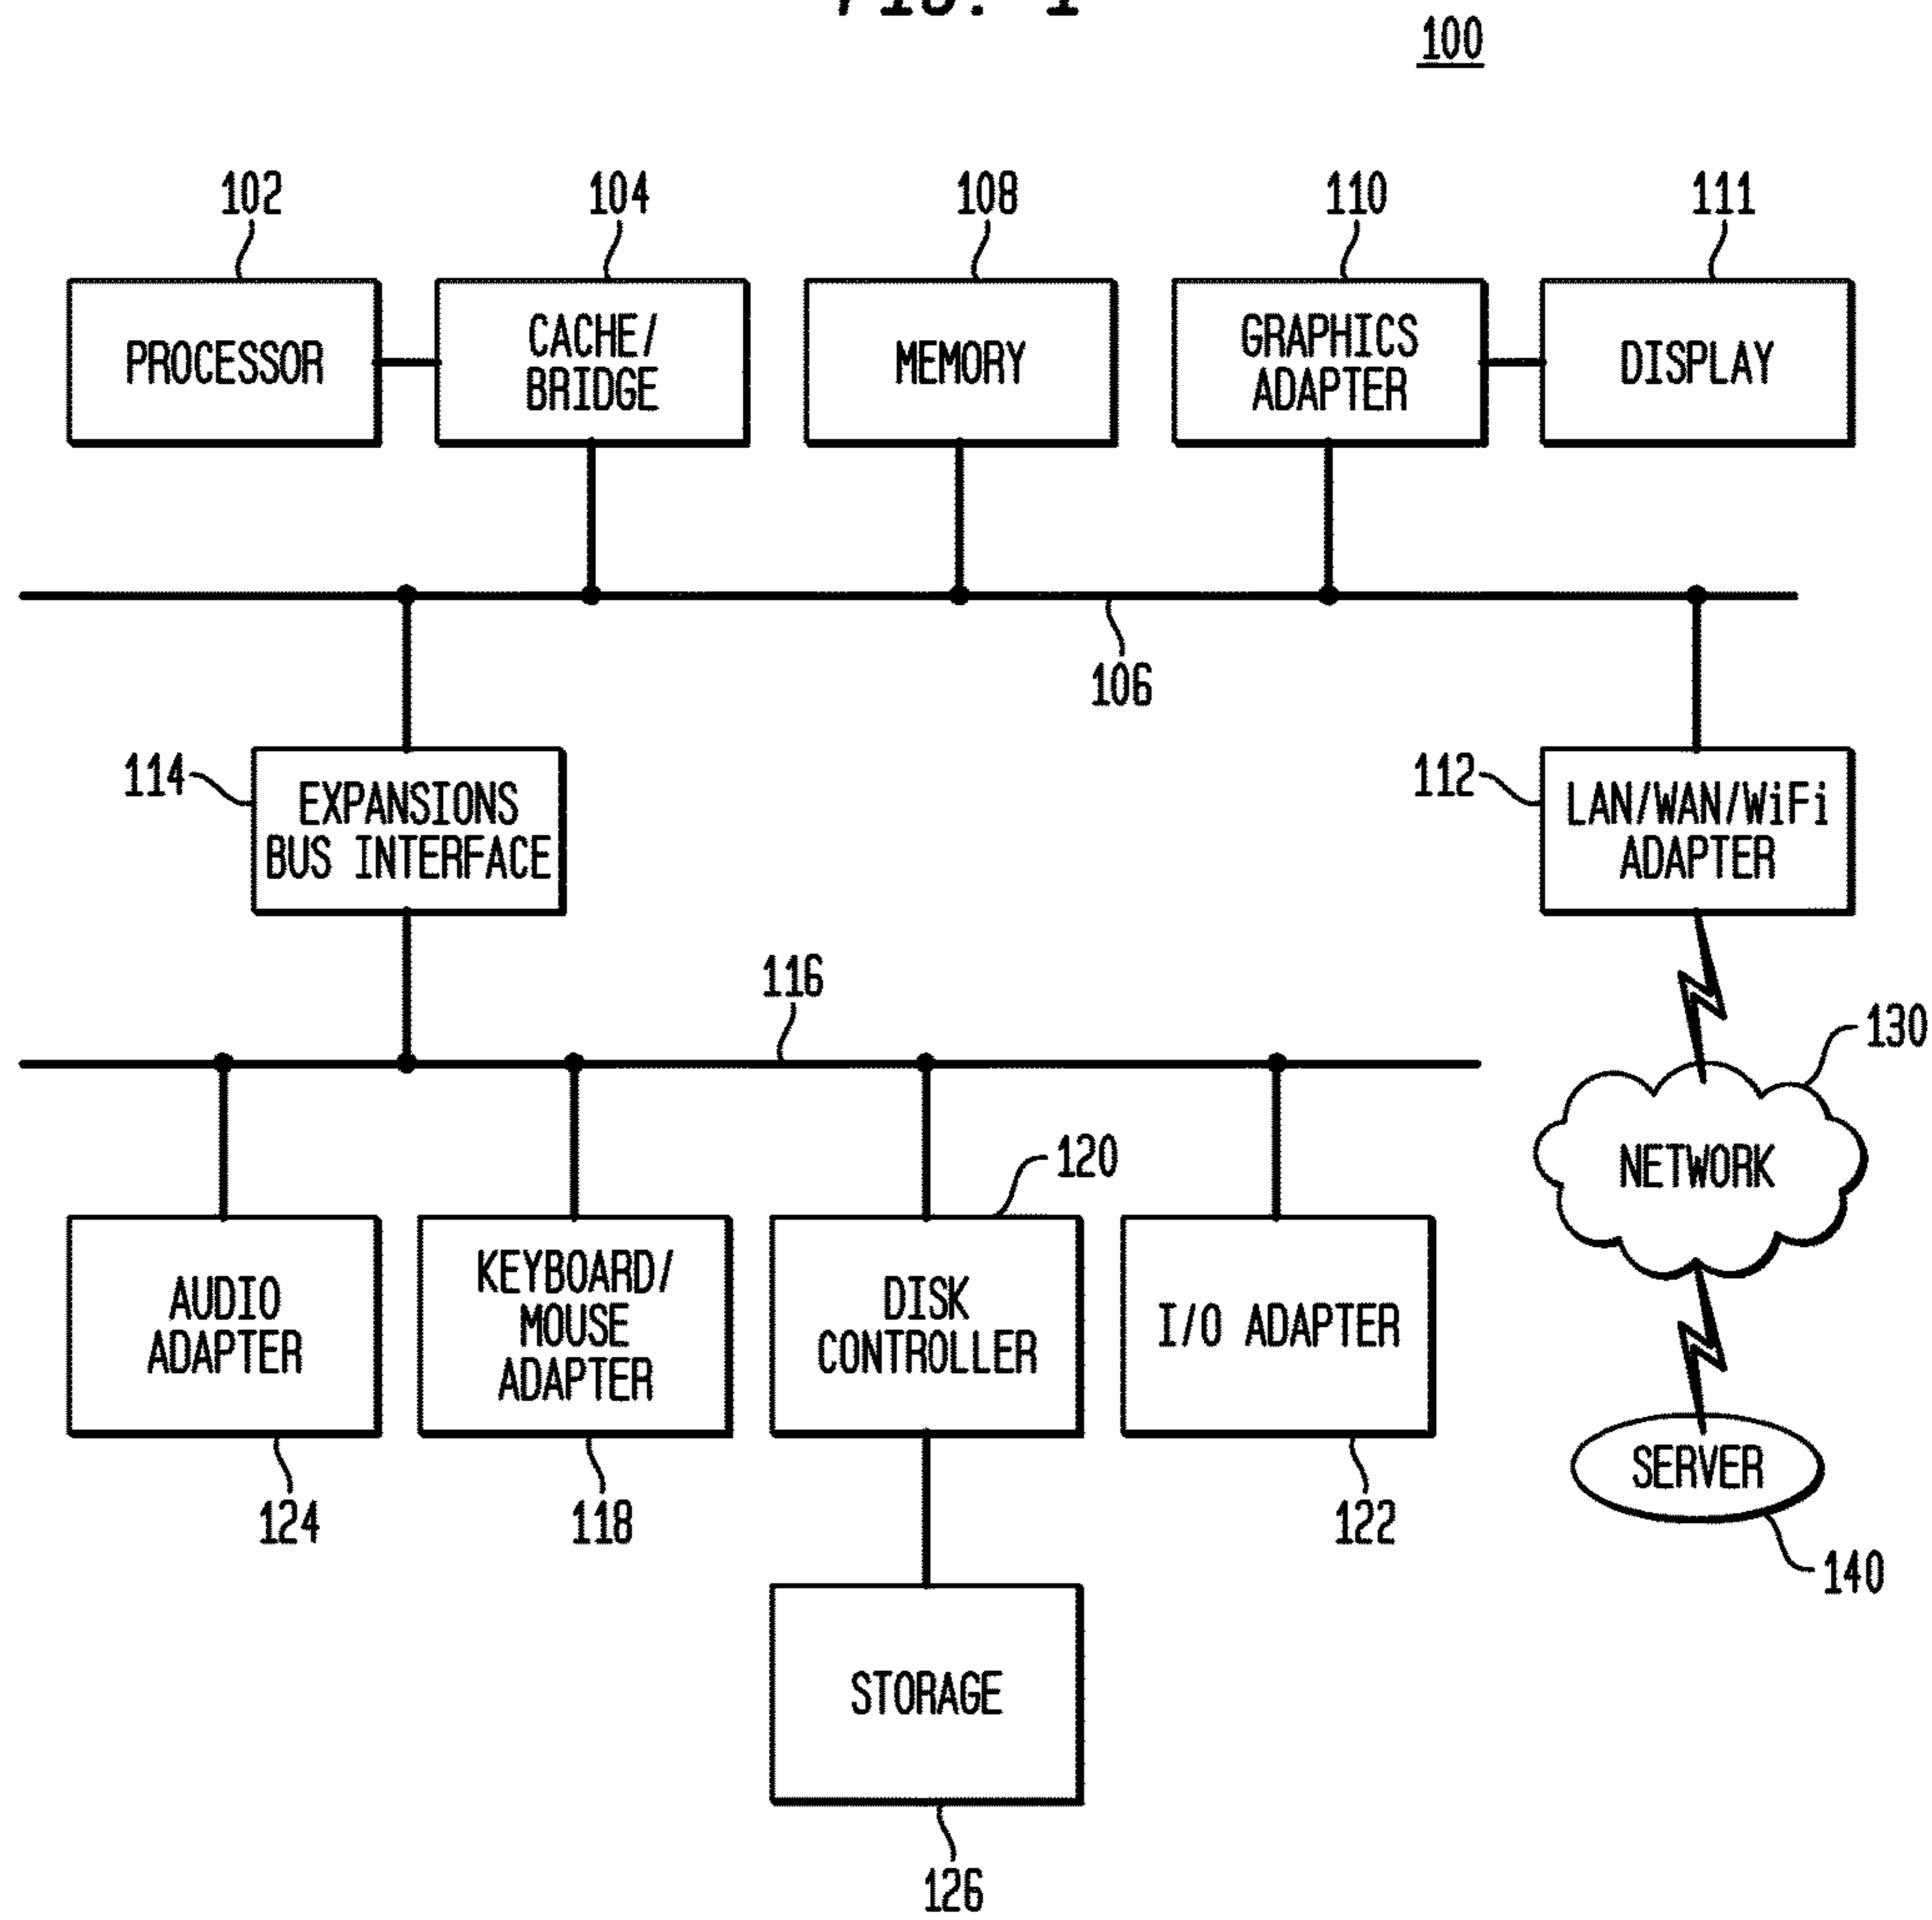 FIG. 1
100
102
104
108
110
111
PROCESSOR
CACHE/
BRIDGE
MEMORY
GRAPHICS
ADAPTER
DISPLAY
106
114
EXPANSIONS
BUS INTERFACE
112
LAN/WAN/WiFi
ADAPTER
116
130
NETWORK
120
AUDIO
ADAPTER
KEYBOARD/
MOUSE
ADAPTER
DISK
CONTROLLER
I/O ADAPTER
SERVER
124
118
122
140
STORAGE
126